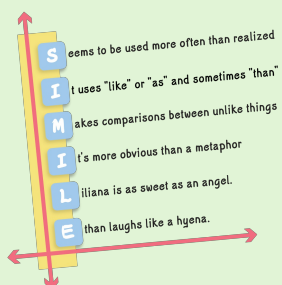 Seems to be used more often than realized
It uses "like" or "as" and sometimes "than"
Makes comparisons between unlike things
It's more obvious than a metaphor
Liliana is as sweet as an angel.
Ethan laughs like a hyena.